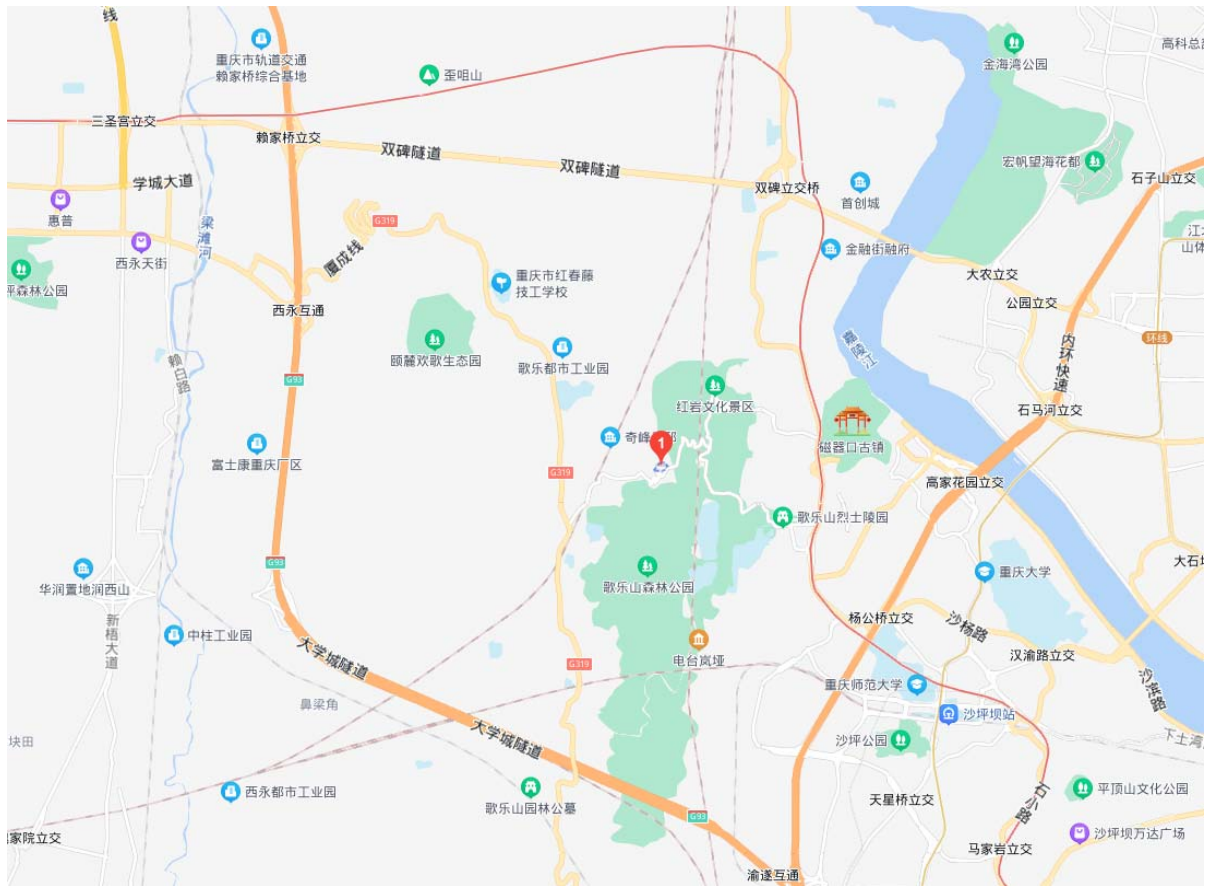 线
重庆市轨道交通
赖家桥综合基地
歪咀山
金海湾公园
高科总部
三圣宫立交
赖家桥立交
双碑隧道
双碑隧道
宏帆望海花都
石子山立交
学城大道
惠普
梁滩河
G319
双碑立交桥
首创城
西永天街
厦成线
金融街融府
江北
山体
坪森林公园
重庆市红春藤
技工学校
大农立交
公园立交
西永互通
嘉陵江
内环快速
环线
赖白路
颐麓欢歌生态园
歌乐都市工业园
G93
红岩文化景区
石马河立交
奇峰
1
磁器口古镇
富士康重庆厂区
G319
高家花园立交
歌乐山烈士陵园
G93
华润置地润西山
歌乐山森林公园
重庆大学
大石坝
新梧大道
中柱工业园
杨公桥立交
沙杨路
汉渝路立交
大学城隧道
电台岚垭
G319
重庆师范大学
沙滨路
鼻梁角
沙坪坝站
块田
大学城隧道
沙坪公园
下土湾
西永都市工业园
歌乐山园林公墓
G93
天星桥立交
石小路
平顶山文化公园
家院立交
马家岩立交
沙坪坝万达广场
渝遂互通